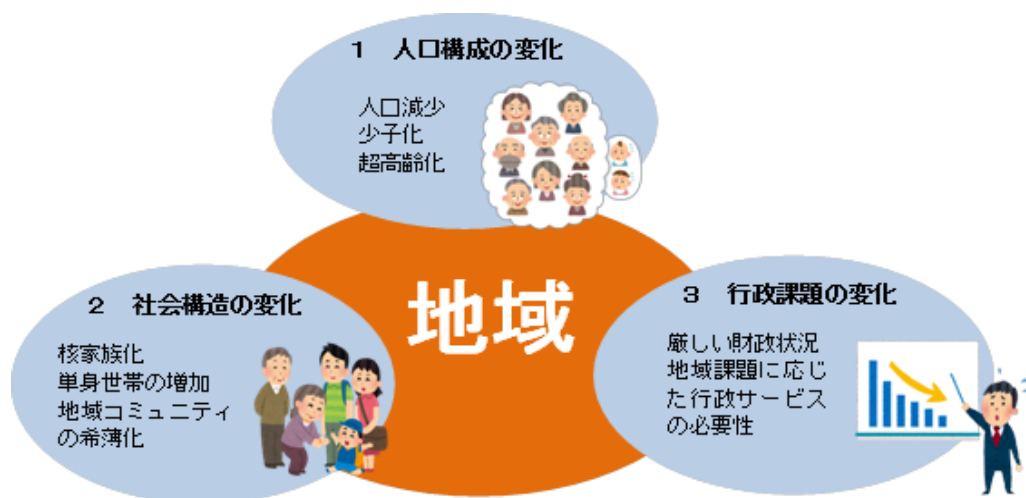 1　人口構成の変化
人口減少
少子化
超高齢化
地域
2　社会構造の変化
核家族化
単身世帯の増加
地域コミュニティ
の希薄化
3　行政課題の変化
厳しい財政状況
地域課題に応じ
た行政サービス
の必要性